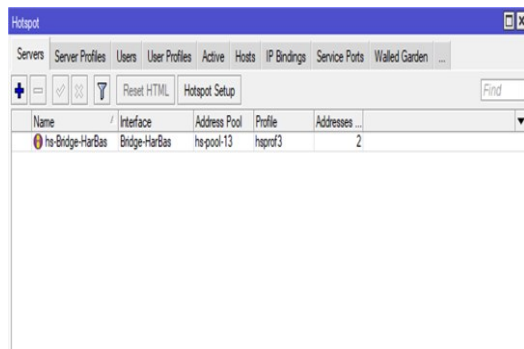 Hotspot
Servers Server Profiles Users User Profiles Active Hosts IP Bindings Service Ports Walled Garden ...
Reset HTML Hotspot Setup Find
Name / Interface Address Pool Profile Addresses ...
hs-Bridge-HarBas Bridge-HarBas hs-pool-13 hsprof3 2